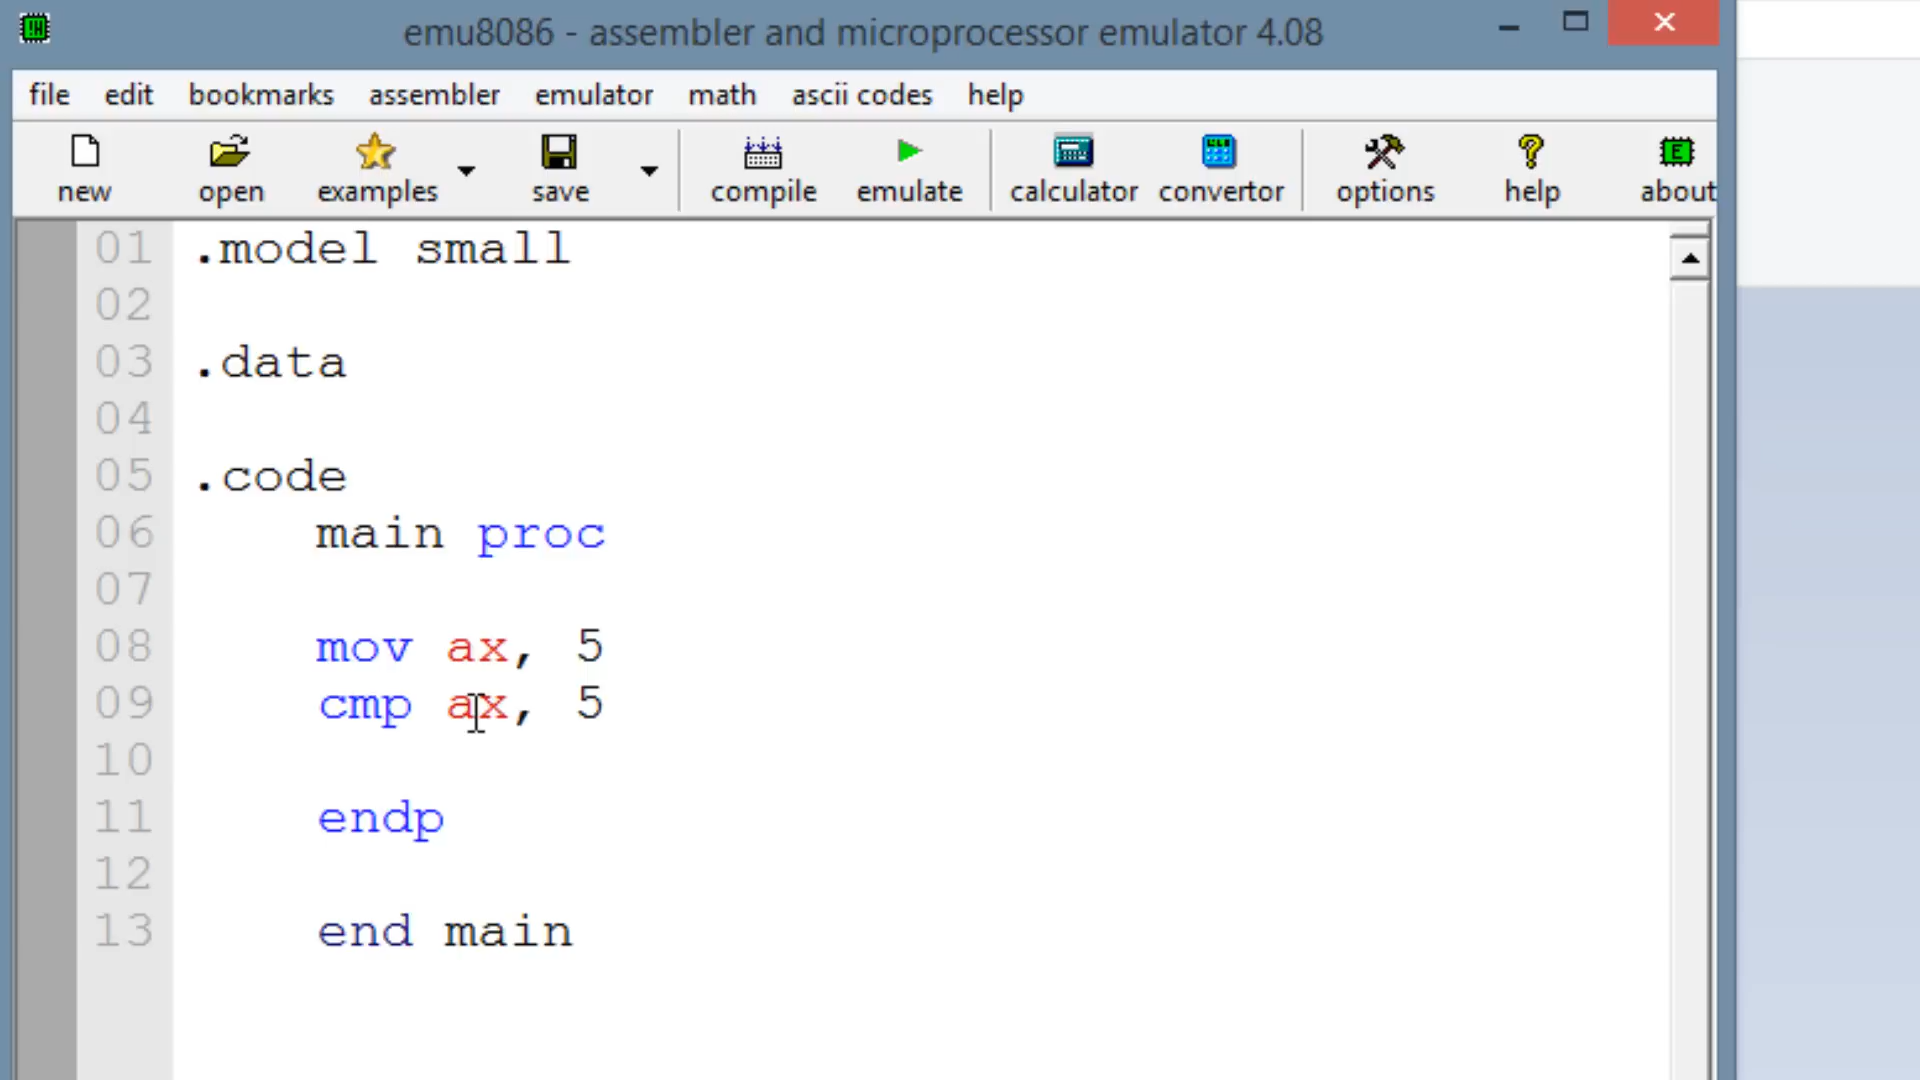 emu8086 - assembler and microprocessor emulator 4.08
file edit bookmarks assembler emulator math ascii codes help
new open examples save compile emulate calculator convertor options help about
01 .model small
02
03 .data
04
05 .code
06 main proc
07
08 mov ax, 5
09 cmp ax, 5
10
11 endp
12
13 end main